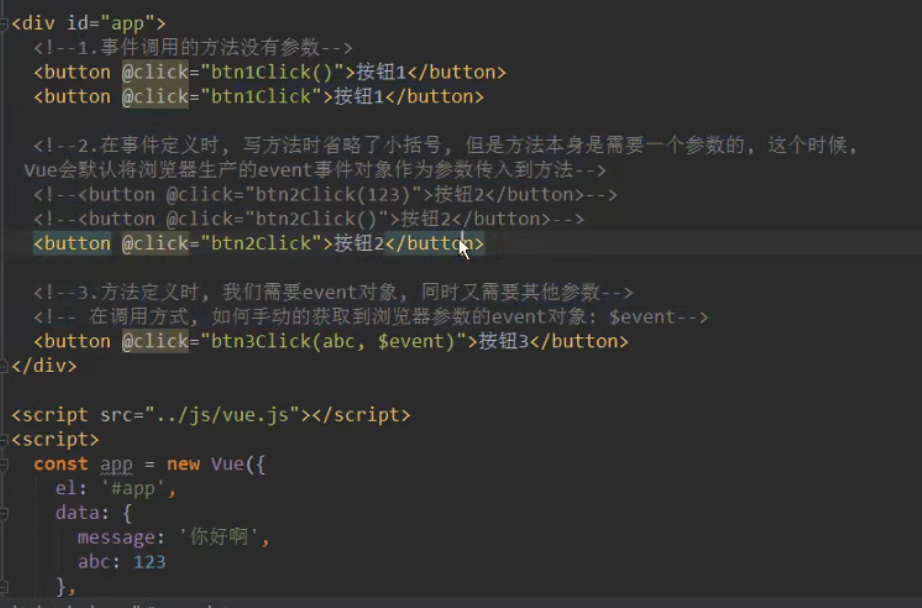 <div id="app">
<!--1.事件调用的方法没有参数-->
<button @click="btn1Click()">按钮1</button>
<button @click="btn1Click">按钮1</button>
<!--2.在事件定义时, 写方法时省略了小括号, 但是方法本身是需要一个参数的, 这个时候,
Vue会默认将浏览器生产的event事件对象作为参数传入到方法-->
<!--<button @click="btn2Click(123)">按钮2</button>-->
<!--<button @click="btn2Click()">按钮2</button>-->
<button @click="btn2Click">按钮2</button>
<!--3.方法定义时, 我们需要event对象, 同时又需要其他参数-->
<!-- 在调用方式, 如何手动的获取到浏览器参数的event对象: $event-->
<button @click="btn3Click(abc, $event)">按钮3</button>
</div>
<script src="../js/vue.js"></script>
<script>
const app = new Vue({
el: '#app',
data: {
message: '你好啊',
abc: 123
},